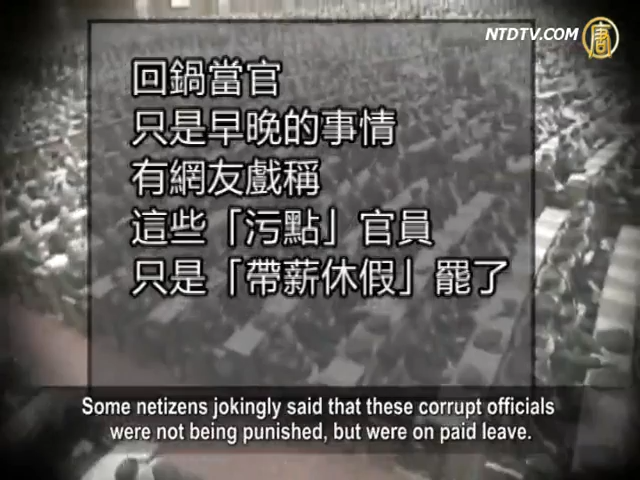 NTDTV.COM 唐
回鍋當官
只是早晚的事情
有網友戲稱
這些「污點」官員
只是「帶薪休假」罷了
Some netizens jokingly said that these corrupt officials
were not being punished, but were on paid leave.